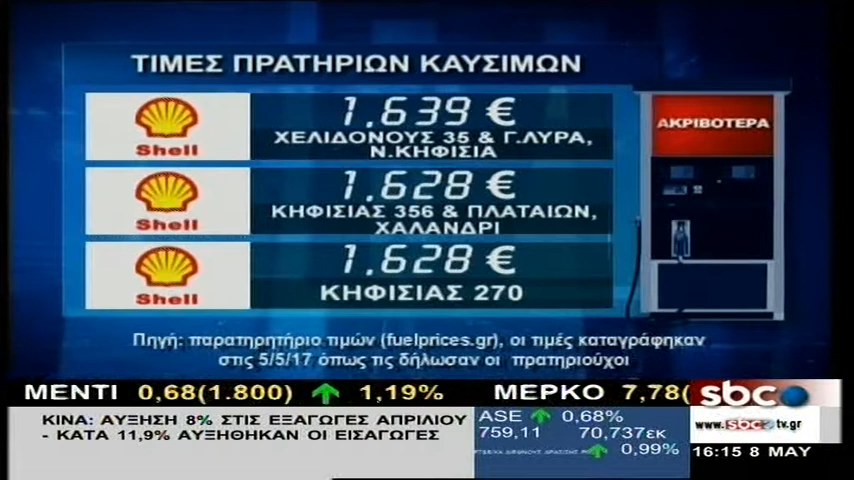 ΤΙΜΕΣ ΠΡΑΤΗΡΙΩΝ ΚΑΥΣΙΜΩΝ
ΑΚΡΙΒΟΤΕΡΑ
Shell
1.639 €
ΧΕΛΙΔΟΝΟΥΣ 35 & Γ.ΛΥΡΑ,
Ν.ΚΗΦΙΣΙΑ
Shell
1.628 €
ΚΗΦΙΣΙΑΣ 356 & ΠΛΑΤΑΙΩΝ,
ΧΑΛΑΝΔΡΙ
Shell
1.628 €
ΚΗΦΙΣΙΑΣ 270
Πηγή: παρατηρητήριο τιμών (fuelprices.gr), οι τιμές καταγράφηκαν
στις 5/5/17 όπως τις δήλωσαν οι πρατηριούχοι
ΜΕΝΤΙ 0,68(1.800) 1,19% ΜΕΡΚΟ 7,78(
sbc
www.sbctv.gr
ΚΙΝΑ: ΑΥΞΗΣΗ 8% ΣΤΙΣ ΕΞΑΓΩΓΕΣ ΑΠΡΙΛΙΟΥ
- ΚΑΤΑ 11,9% ΑΥΞΗΘΗΚΑΝ ΟΙ ΕΙΣΑΓΩΓΕΣ
ASE 0,68%
759,11 70,737εκ
0,99%
16:15 8 MAY